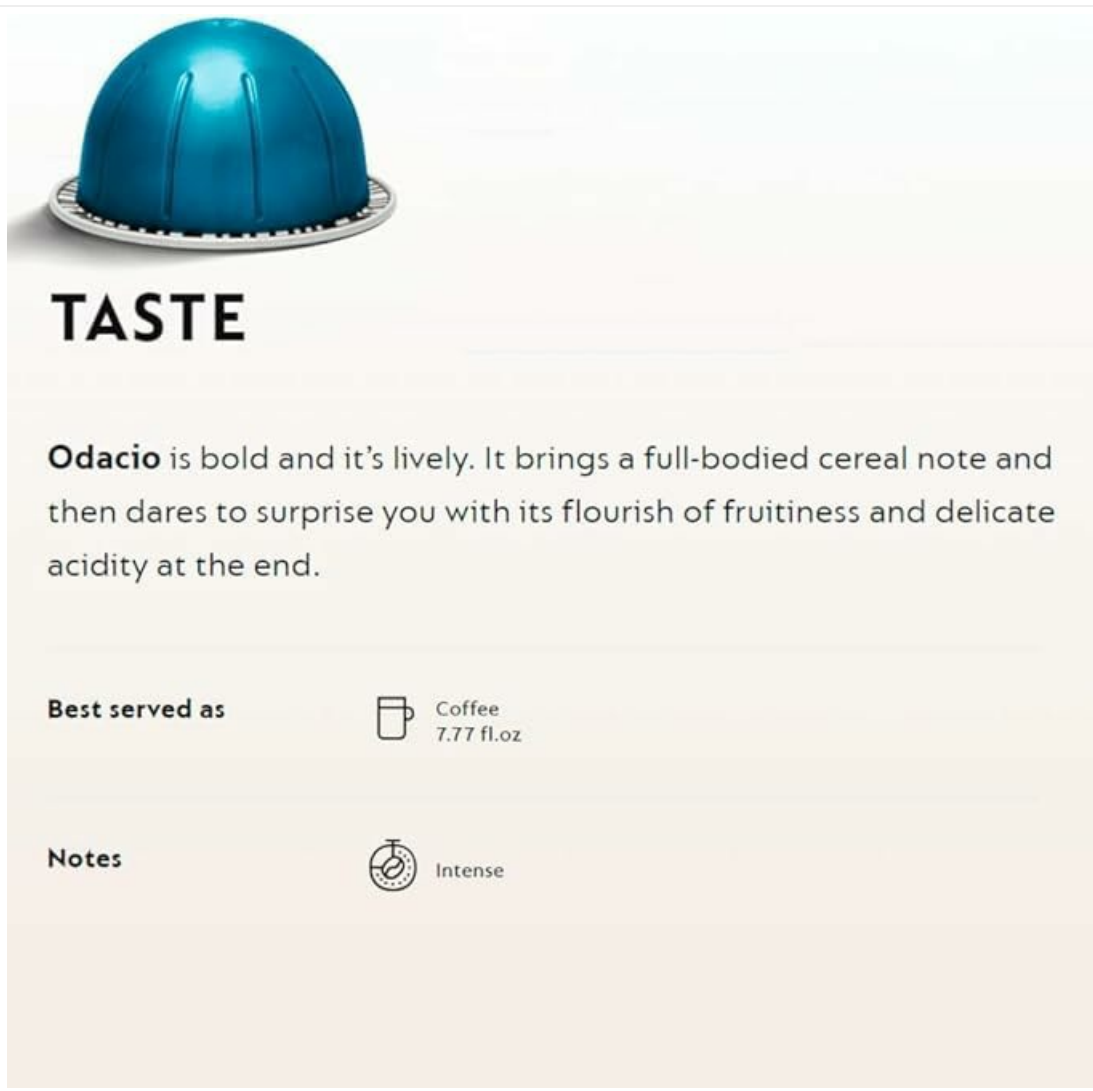 TASTE
Odacio is bold and it's lively. It brings a full-bodied cereal note and
then dares to surprise you with its flourish of fruitiness and delicate
acidity at the end.
Best served as
Coffee
7.77 fl.oz
Notes
Intense